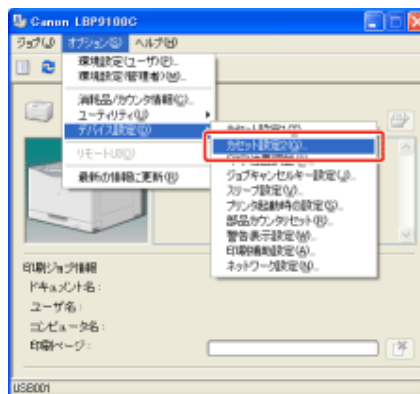 Canon LBP9100C
ジョブ(J) オプション(S) ヘルプ(H)
環境設定(ユーザ)(P)...
環境設定(管理者)(M)...
消耗品/カウンタ情報(C)...
ユーティリティ(U)
デバイス設定(D)
リモートUI(O)
最新の情報に更新(R)
カセット設定2(G)...
ジョブキャンセルキー設定(J)...
スリープ設定(V)...
プリンタ起動時の設定(S)...
部品カウンタリセット(R)...
警告表示設定(W)...
印刷補助設定(A)...
ネットワーク設定(N)...
印刷ジョブ情報
ドキュメント名:
ユーザ名:
コンピュータ名:
印刷ページ:
USB001